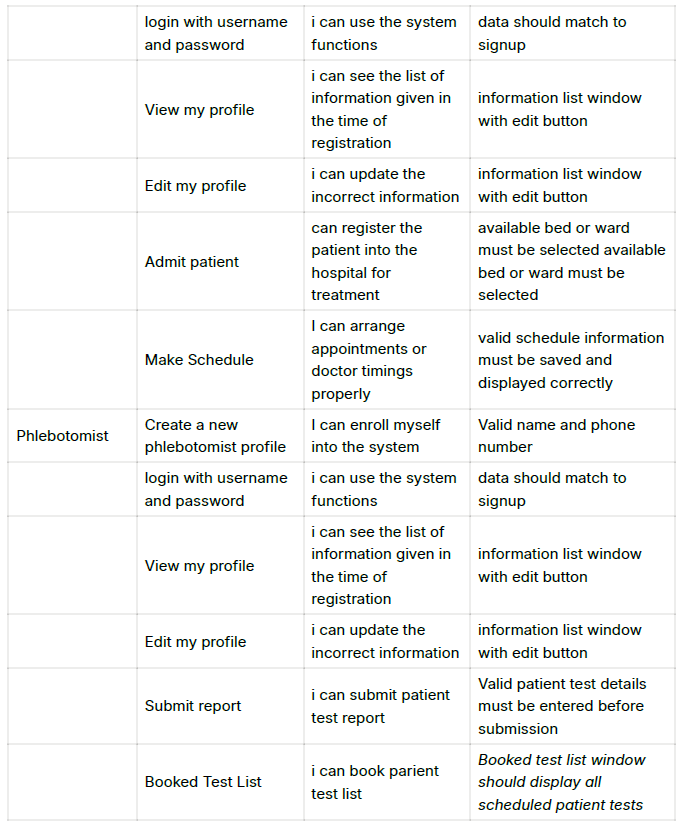 login with username
and password
i can use the system
functions
data should match to
signup
View my profile
i can see the list of
information given in
the time of
registration
information list window
with edit button
Edit my profile
i can update the
incorrect information
information list window
with edit button
Admit patient
can register the
patient into the
hospital for
treatment
available bed or ward
must be selected available
bed or ward must be
selected
Make Schedule
I can arrange
appointments or
doctor timings
properly
valid schedule information
must be saved and
displayed correctly
Phlebotomist
Create a new
phlebotomist profile
I can enroll myself
into the system
Valid name and phone
number
login with username
and password
i can use the system
functions
data should match to
signup
View my profile
i can see the list of
information given in
the time of
registration
information list window
with edit button
Edit my profile
i can update the
incorrect information
information list window
with edit button
Submit report
i can submit patient
test report
Valid patient test details
must be entered before
submission
Booked Test List
i can book parient
test list
Booked test list window
should display all
scheduled patient tests